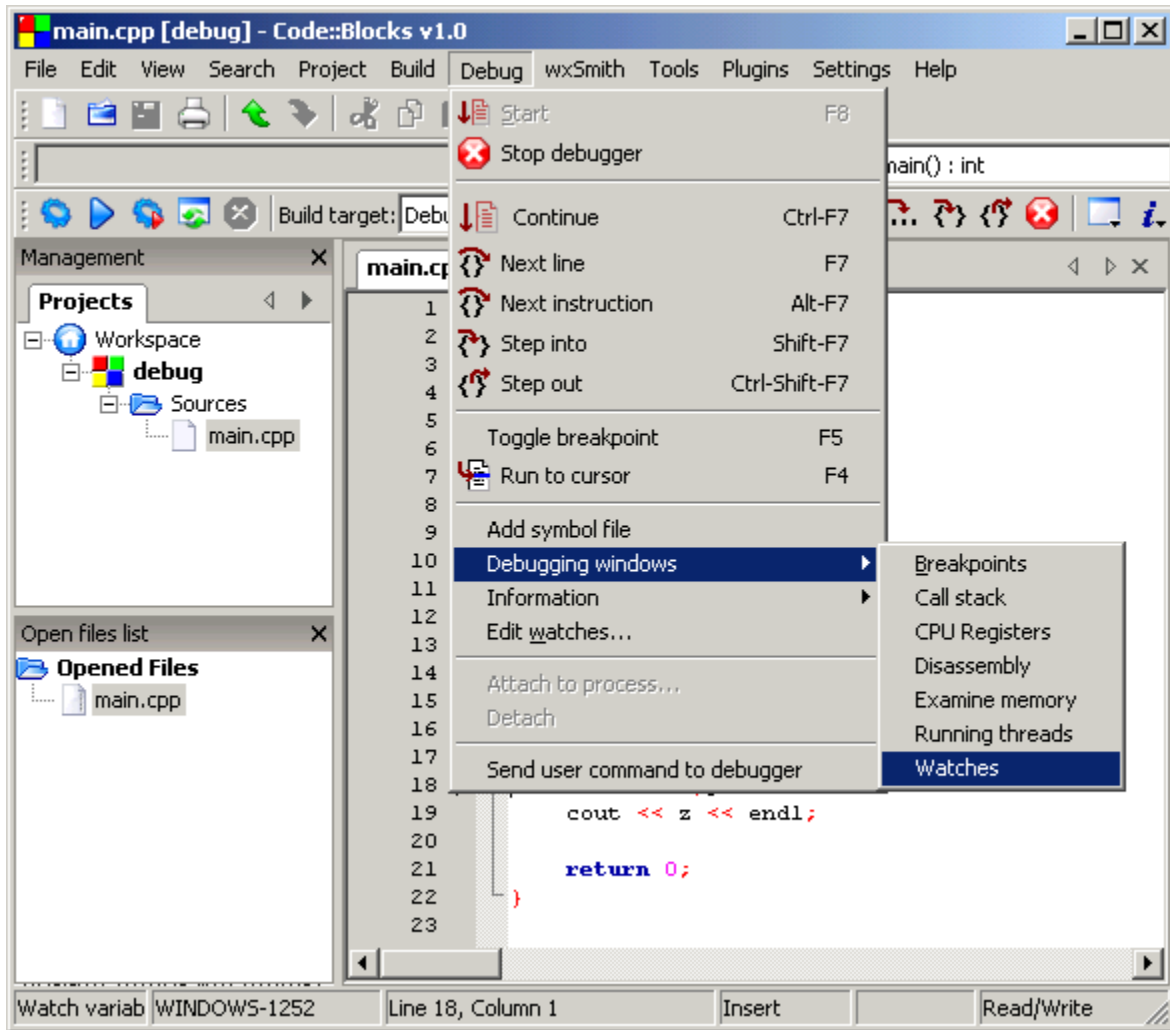 main.cpp [debug] - Code::Blocks v1.0
File Edit View Search Project Build Debug wxSmith Tools Plugins Settings Help
Start F8
Stop debugger
main() : int
Build target:
Continue Ctrl-F7
Next line F7
Next instruction Alt-F7
Step into Shift-F7
Step out Ctrl-Shift-F7
Toggle breakpoint F5
Run to cursor F4
Add symbol file
Debugging windows
Information
Edit watches...
Attach to process...
Detach
Send user command to debugger
Breakpoints
Call stack
CPU Registers
Disassembly
Examine memory
Running threads
Watches
Management
Projects
Workspace
debug
Sources
main.cpp
Open files list
Opened Files
main.cpp
1
2
3
4
5
6
7
8
9
10
11
12
13
14
15
16
17
18
19 cout << z << endl;
20
21 return 0;
22 }
23
Watch variab WINDOWS-1252 Line 18, Column 1 Insert Read/Write